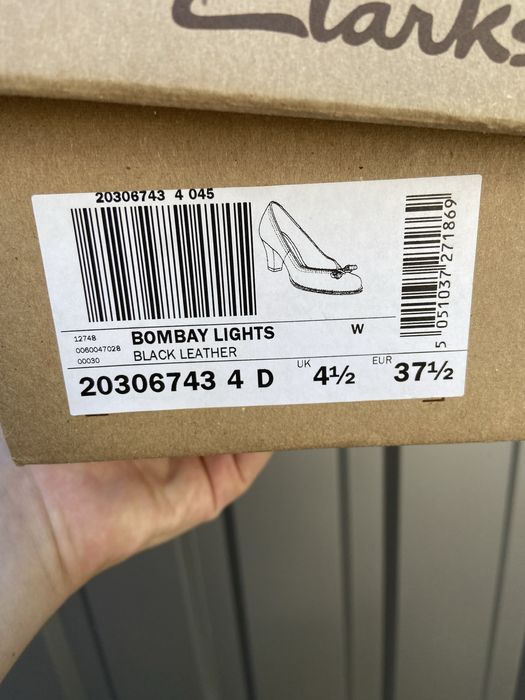 Clarks
20306743 4 045
12748
0060047028
00030
BOMBAY LIGHTS
W
BLACK LEATHER
20306743 4 D
UK 4½
EUR 37½
5 051037 271869